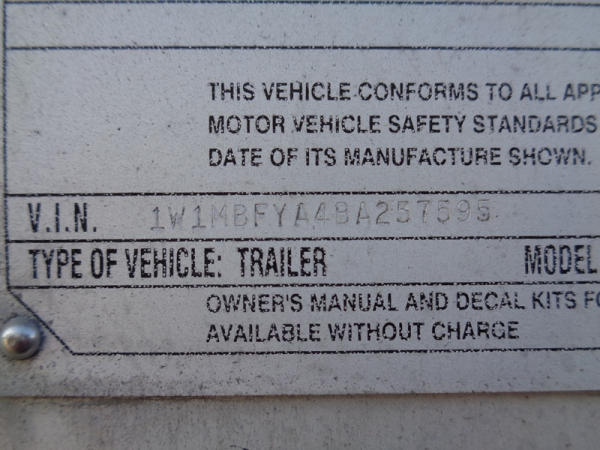 THIS VEHICLE CONFORMS TO ALL APP
MOTOR VEHICLE SAFETY STANDARDS
DATE OF ITS MANUFACTURE SHOWN.
V.I.N. 1W1MBFYA4BA257595
TYPE OF VEHICLE: TRAILER MODEL
OWNER'S MANUAL AND DECAL KITS FO
AVAILABLE WITHOUT CHARGE